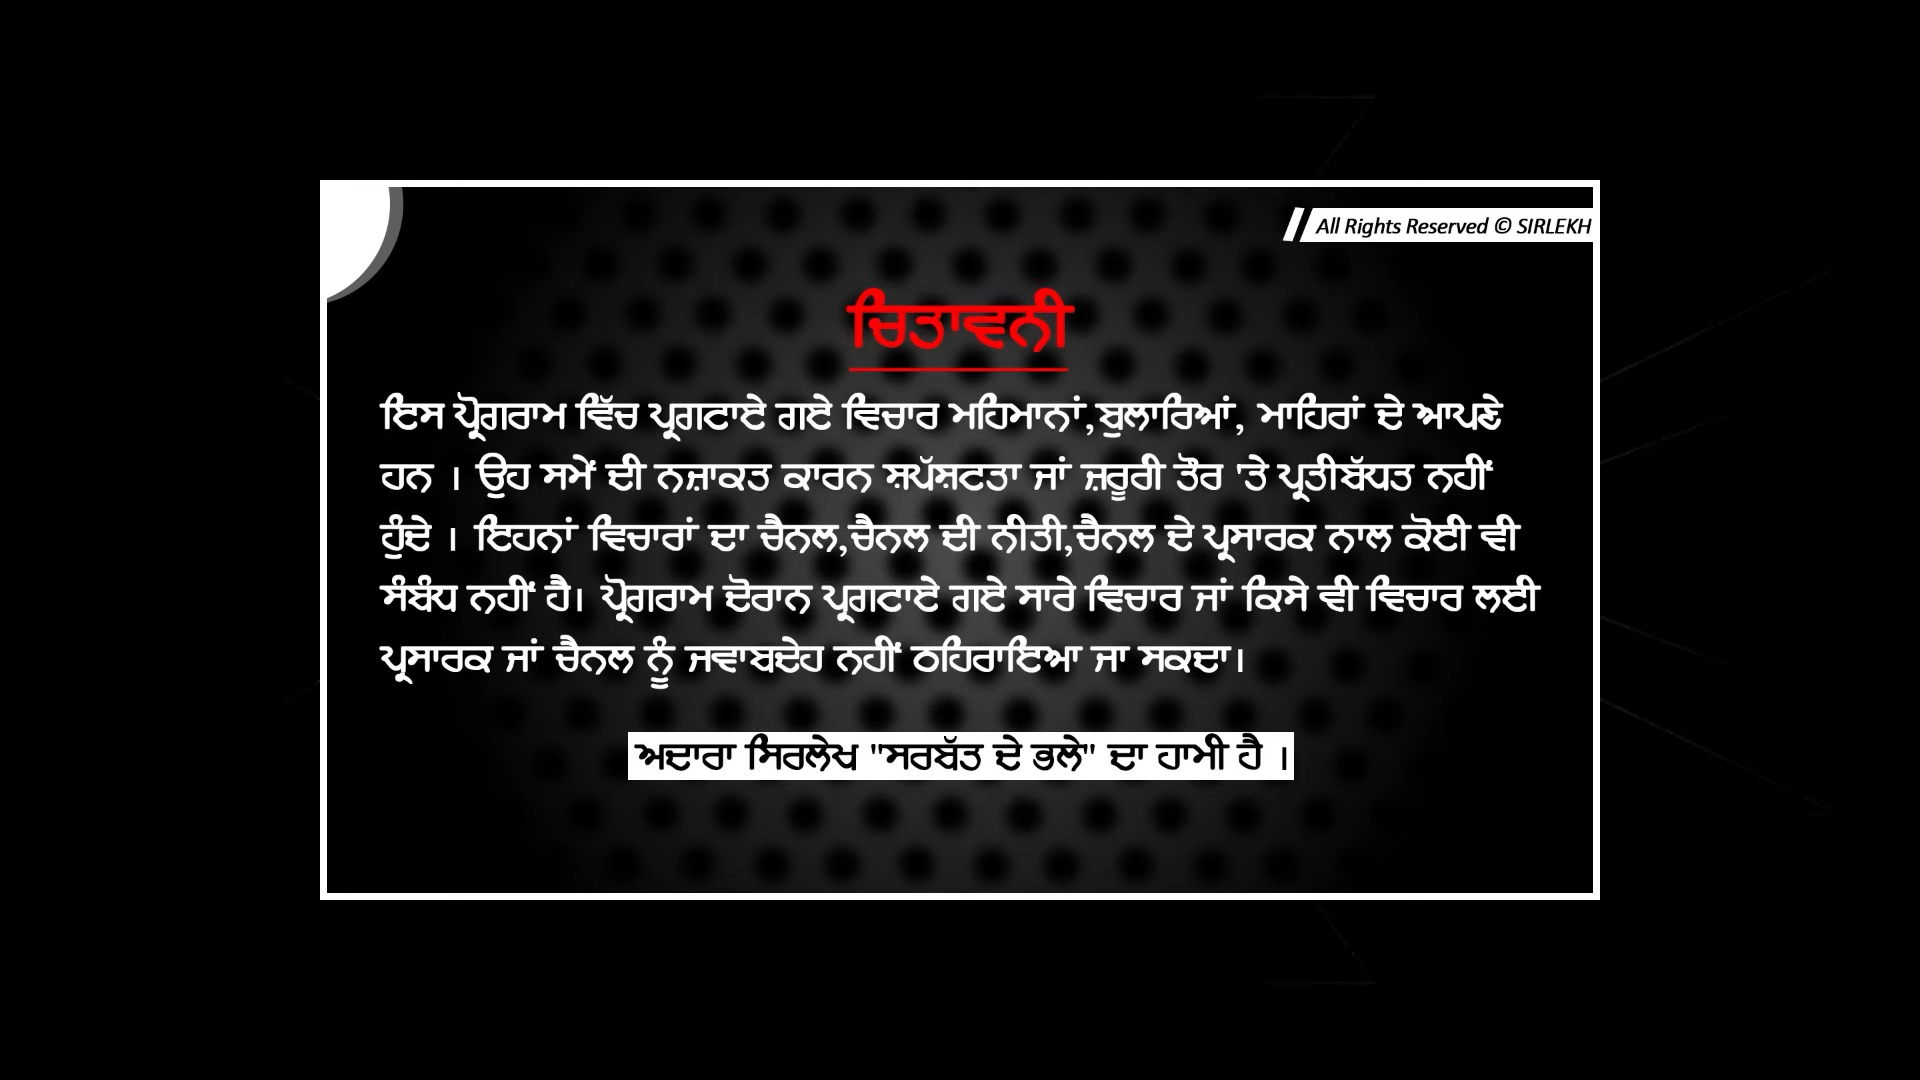 All Rights Reserved © SIRLEKH
ਚਿਤਾਵਨੀ
ਇਸ ਪ੍ਰੋਗਰਾਮ ਵਿੱਚ ਪ੍ਰਗਟਾਏ ਗਏ ਵਿਚਾਰ ਮਹਿਮਾਨਾਂ,ਬੁਲਾਰਿਆਂ, ਮਾਹਿਰਾਂ ਦੇ ਆਪਣੇ
ਹਨ । ਉਹ ਸਮੇਂ ਦੀ ਨਜ਼ਾਕਤ ਕਾਰਨ ਸ਼ਪੱਸ਼ਟਤਾ ਜਾਂ ਜ਼ਰੂਰੀ ਤੌਰ 'ਤੇ ਪ੍ਰਤੀਬੱਧਤ ਨਹੀਂ
ਹੁੰਦੇ । ਇਹਨਾਂ ਵਿਚਾਰਾਂ ਦਾ ਚੈਨਲ,ਚੈਨਲ ਦੀ ਨੀਤੀ,ਚੈਨਲ ਦੇ ਪ੍ਰਸਾਰਕ ਨਾਲ ਕੋਈ ਵੀ
ਸੰਬੰਧ ਨਹੀਂ ਹੈ। ਪ੍ਰੋਗਰਾਮ ਦੋਰਾਨ ਪ੍ਰਗਟਾਏ ਗਏ ਸਾਰੇ ਵਿਚਾਰ ਜਾਂ ਕਿਸੇ ਵੀ ਵਿਚਾਰ ਲਈ
ਪ੍ਰਸਾਰਕ ਜਾਂ ਚੈਨਲ ਨੂੰ ਜਵਾਬਦੇਹ ਨਹੀਂ ਠਹਿਰਾਇਆ ਜਾ ਸਕਦਾ।
ਅਦਾਰਾ ਸਿਰਲੇਖ "ਸਰਬੱਤ ਦੇ ਭਲੇ" ਦਾ ਹਾਮੀ ਹੈ ।